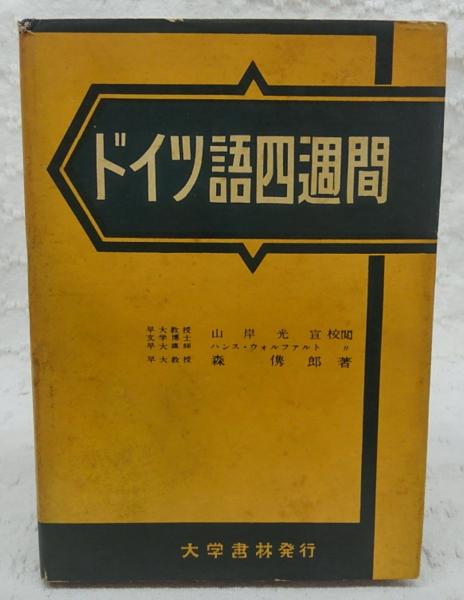 ドイツ語四週間
早大教授
文学博士 山岸光宣校閲
早大講師 ハンス・ウォルファルト 〃
早大教授 森儁郎著
大学書林発行